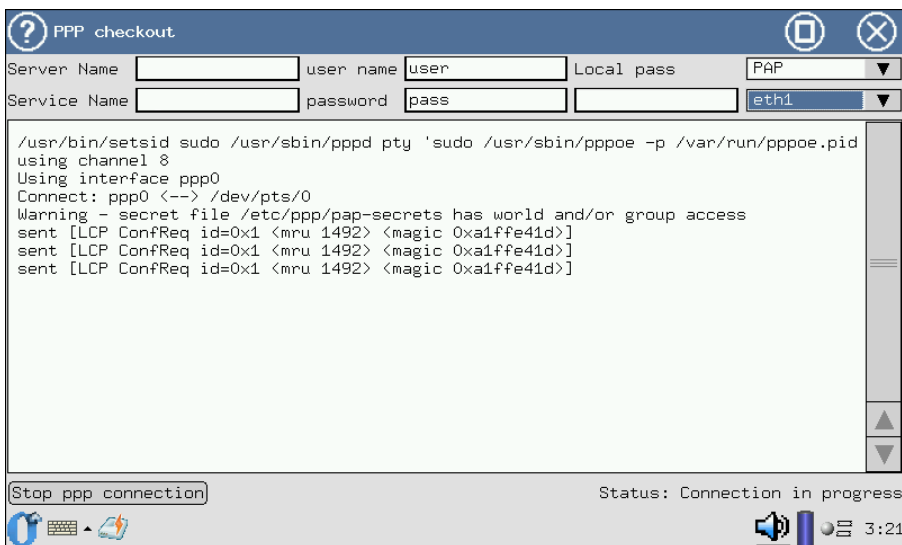 PPP checkout
Server Name user name user Local pass PAP
Service Name password pass eth1
/usr/bin/setsid sudo /usr/sbin/pppd pty 'sudo /usr/sbin/pppoe -p /var/run/pppoe.pid
using channel 8
Using interface ppp0
Connect: ppp0 <--> /dev/pts/0
Warning - secret file /etc/ppp/pap-secrets has world and/or group access
sent [LCP ConfReq id=0x1 <mru 1492> <magic 0xa1ffe41d>]
sent [LCP ConfReq id=0x1 <mru 1492> <magic 0xa1ffe41d>]
sent [LCP ConfReq id=0x1 <mru 1492> <magic 0xa1ffe41d>]
Stop ppp connection Status: Connection in progress
3:21